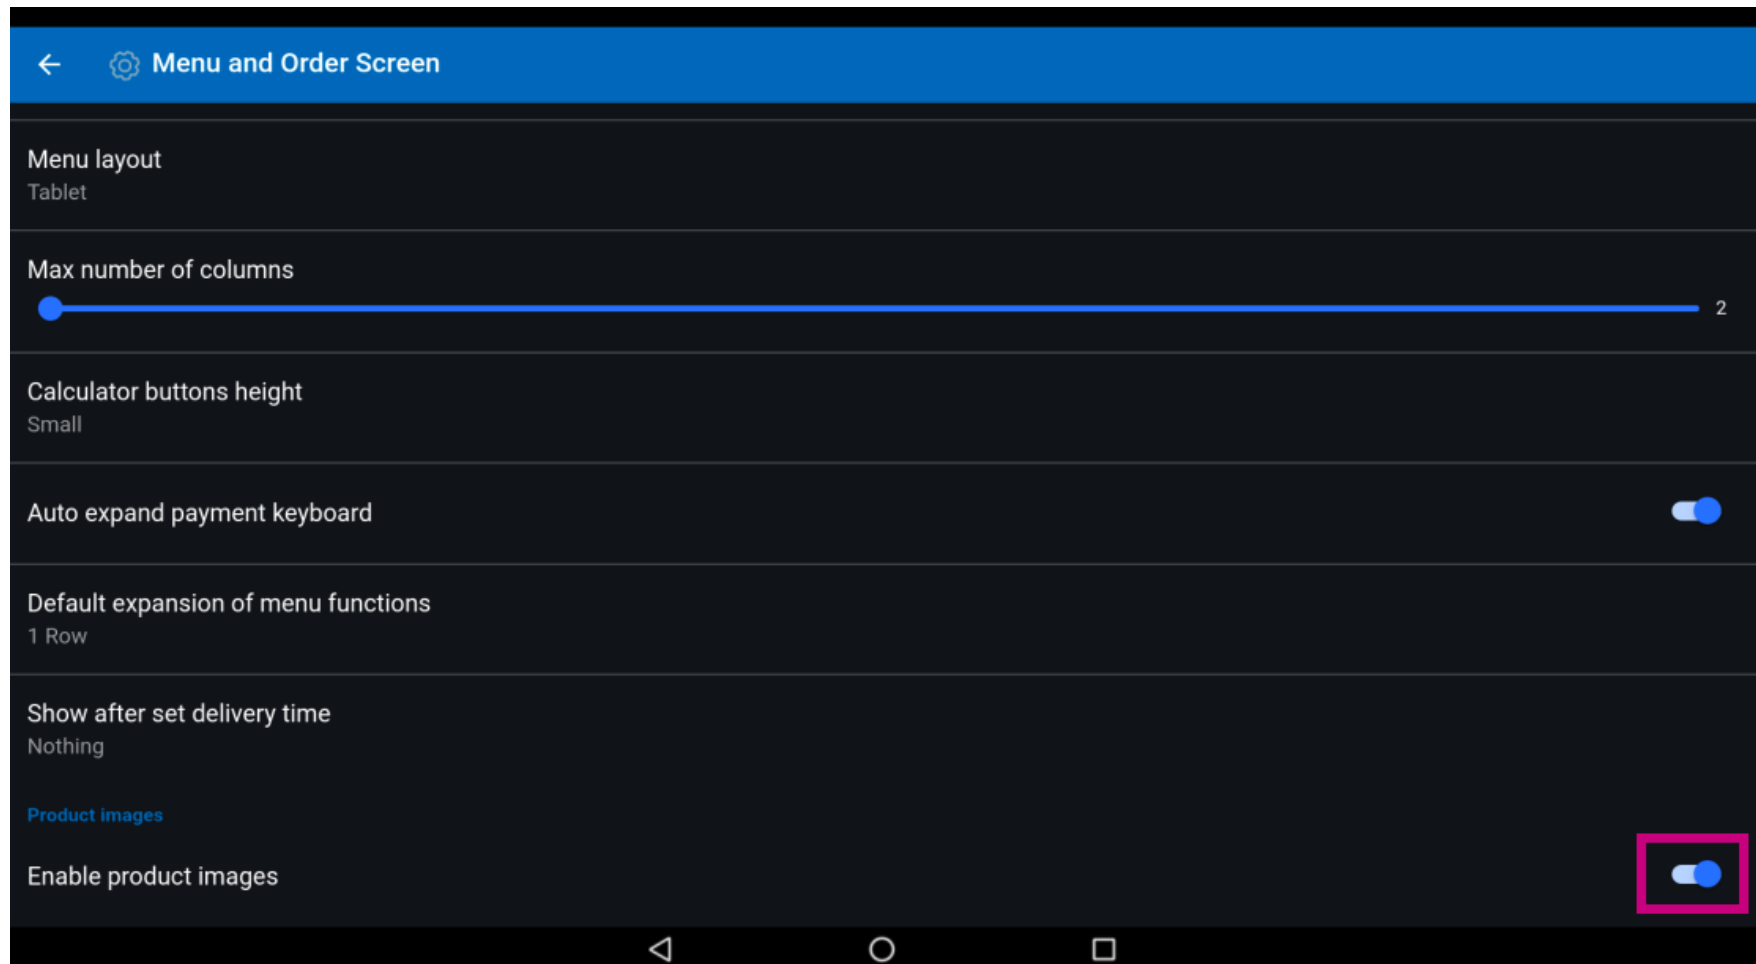 Menu and Order Screen
Menu layout
Tablet
Max number of columns
2
Calculator buttons height
Small
Auto expand payment keyboard
Default expansion of menu functions
1 Row
Show after set delivery time
Nothing
Product images
Enable product images